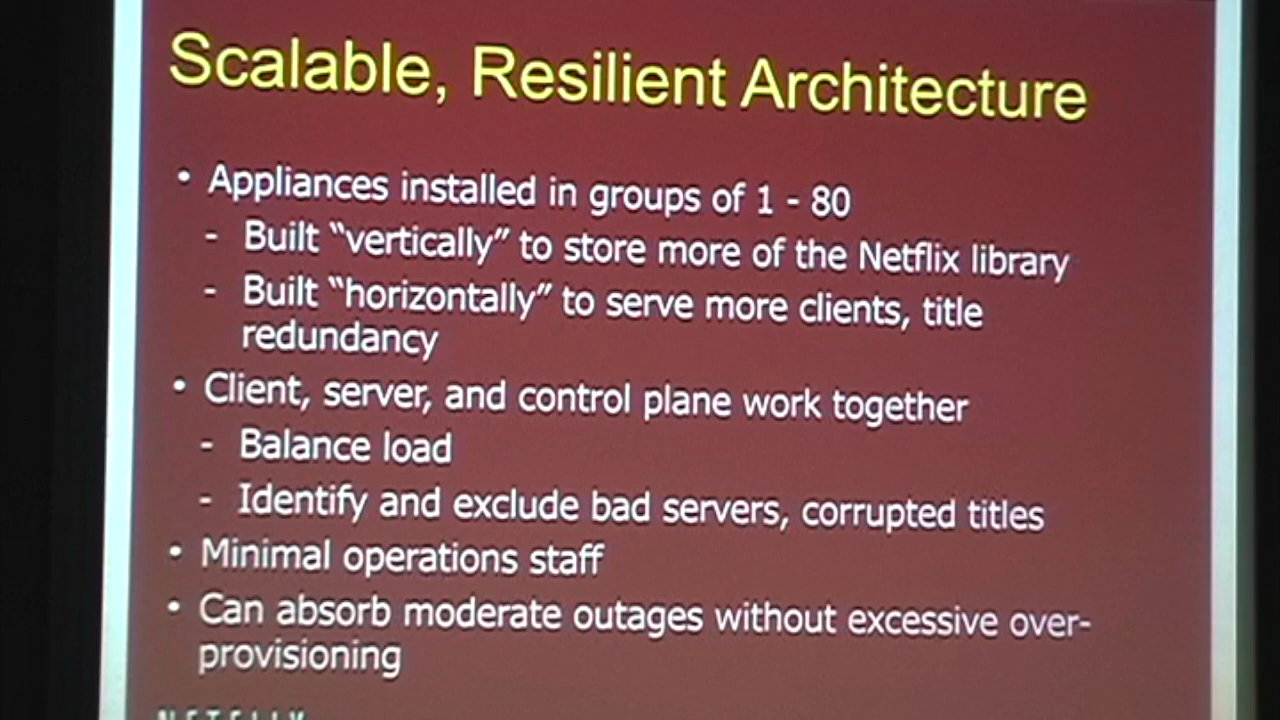 Scalable, Resilient Architecture
• Appliances installed in groups of 1 - 80
- Built “vertically” to store more of the Netflix library
- Built “horizontally” to serve more clients, title
redundancy
• Client, server, and control plane work together
- Balance load
- Identify and exclude bad servers, corrupted titles
• Minimal operations staff
• Can absorb moderate outages without excessive over-
provisioning
NETFLIX